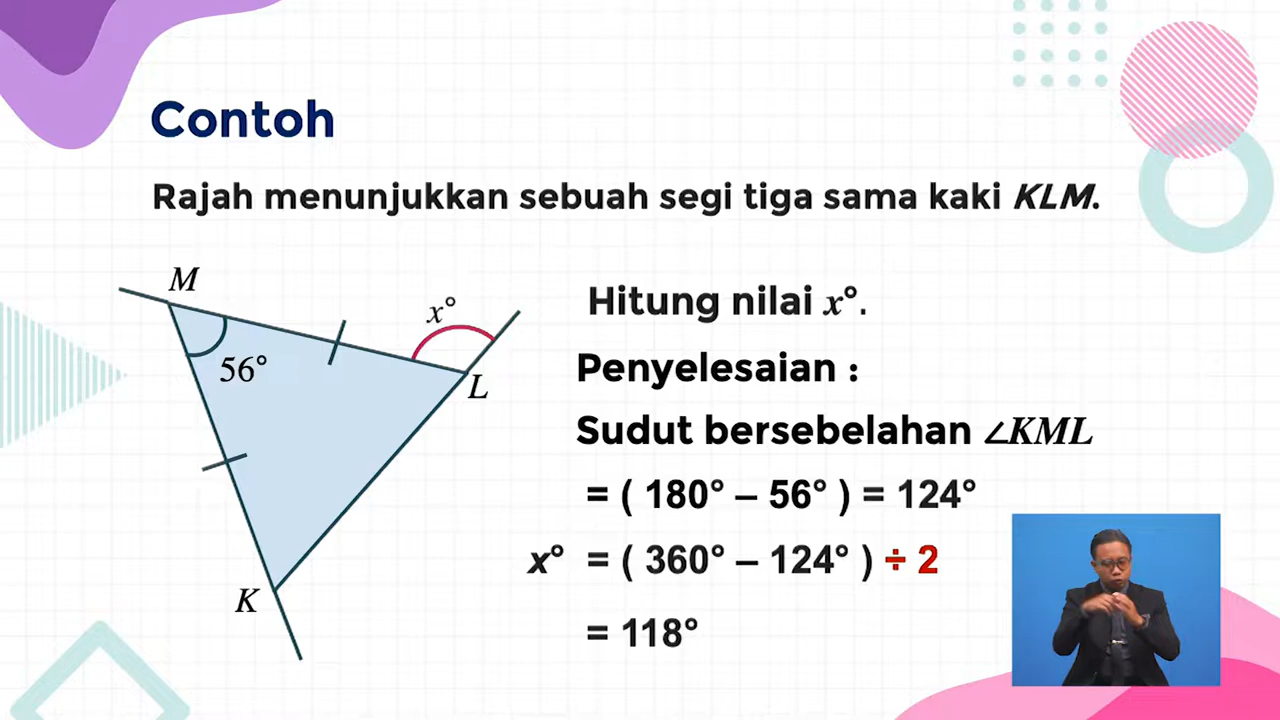 Contoh
Rajah menunjukkan sebuah segi tiga sama kaki KLM.
M
x°
56°
L
K
Hitung nilai x°.
Penyelesaian :
Sudut bersebelahan ∠KML
= ( 180° – 56° ) = 124°
x° = ( 360° – 124° ) ÷ 2
= 118°